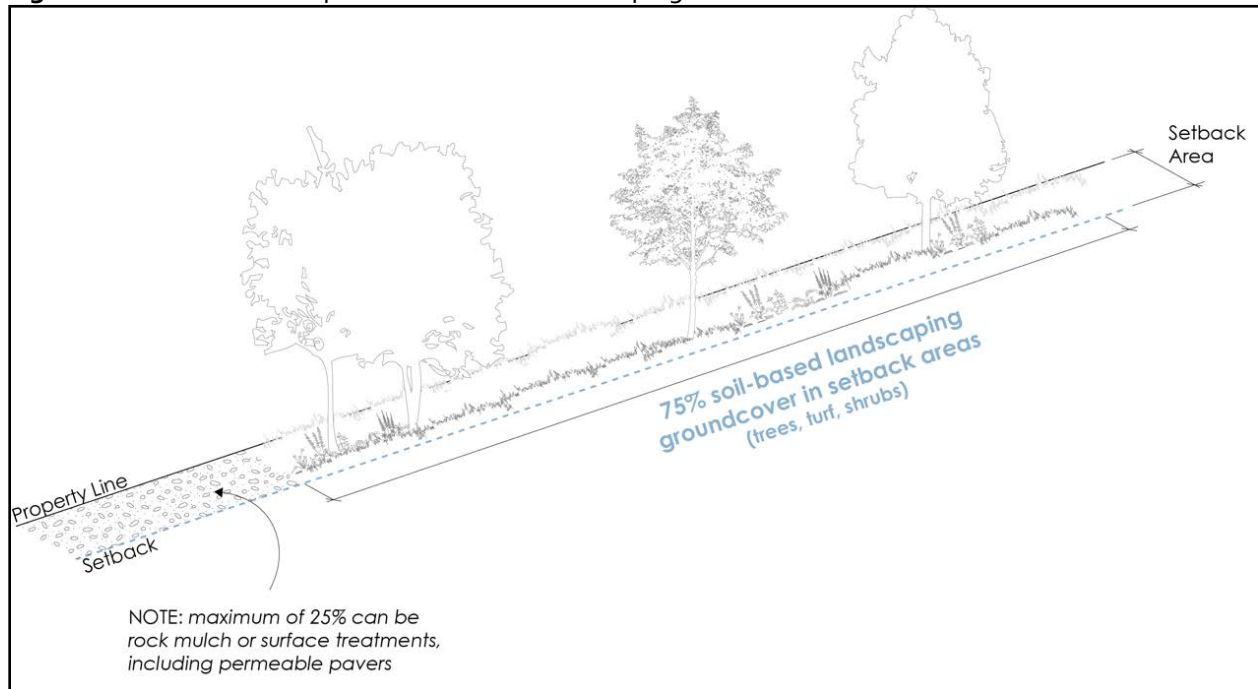 Setback
Area
75% soil-based landscaping
groundcover in setback areas
(trees, turf, shrubs)
Property Line
Setback
NOTE: maximum of 25% can be
rock mulch or surface treatments,
including permeable pavers